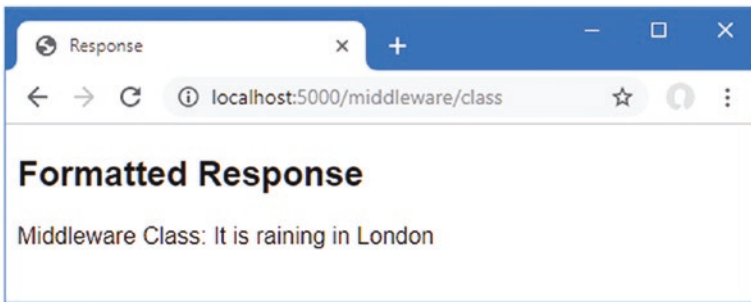 Response
localhost:5000/middleware/class
Formatted Response
Middleware Class: It is raining in London